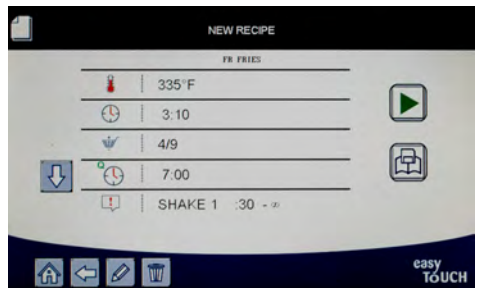 NEW RECIPE
FR FRIES
335°F
3:10
4/9
7:00
SHAKE 1 :30 -
easy
TOUCH